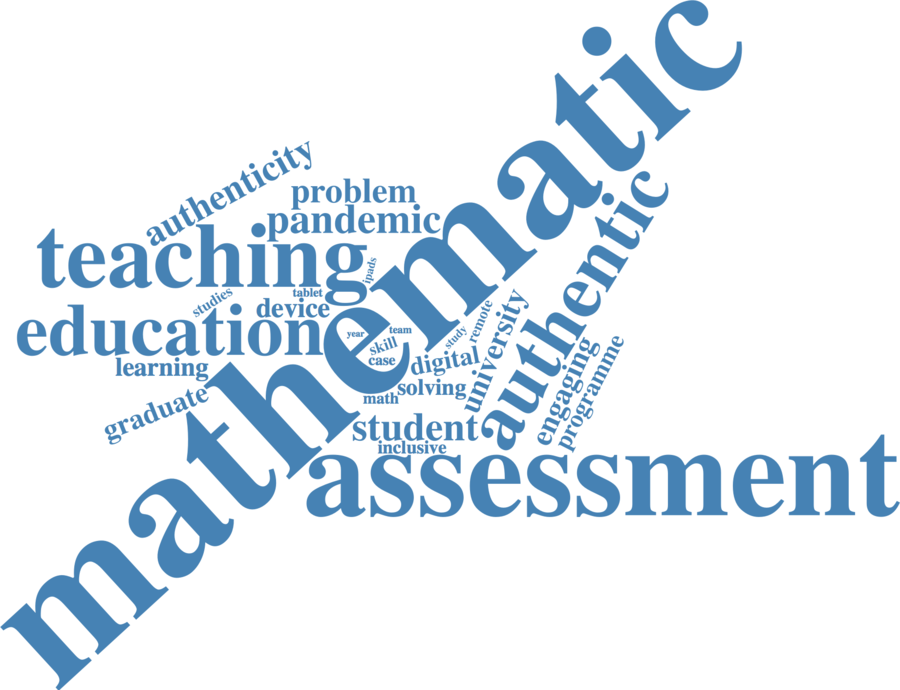 mathematic
authenticity
problem
pandemic
authentic
teaching
ipads
studies
tablet
device
education
year
team
skill
case
study
remote
university
digital
learning
solving
math
engaging
programme
graduate
student
inclusive
assessment